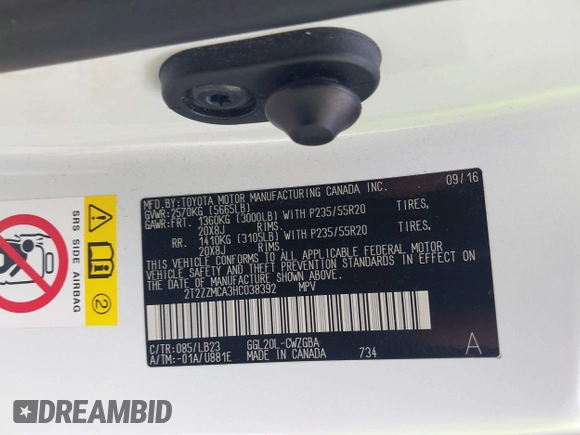 09/16
MFD.BY:TOYOTA MOTOR MANUFACTURING CANADA INC.
GVWR:2570KG (5665LB)
GAWR:FRT. 1360KG (3000LB) WITH P235/55R20 TIRES,
20X8J RIMS.
RR. 1410KG (3105LB) WITH P235/55R20 TIRES,
20X8J RIMS.
THIS VEHICLE CONFORMS TO ALL APPLICABLE FEDERAL MOTOR
VEHICLE SAFETY AND THEFT PREVENTION STANDARDS IN EFFECT
ON THE DATE OF MANUFACTURE SHOWN ABOVE.
2T2ZZMCA3HC038392 MPV
C/TR:085/LB23 GGL20L-CWZGBA
A/TM:-01A/U881E MADE IN CANADA 734 A
SRS SIDE AIRBAG
2
DREAMBID